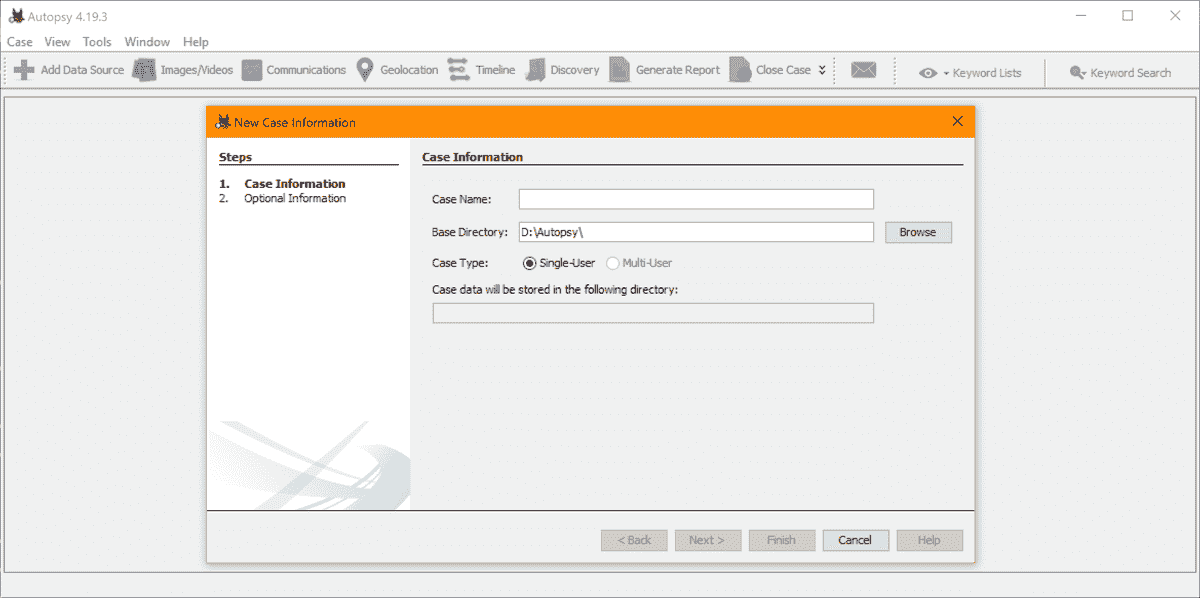 Autopsy 4.19.3
Case View Tools Window Help
Add Data Source Images/Videos Communications Geolocation Timeline Discovery Generate Report Close Case Keyword Lists Keyword Search
New Case Information
Steps
1. Case Information
2. Optional Information
Case Information
Case Name:
Base Directory: D:\Autopsy\ Browse
Case Type: Single-User Multi-User
Case data will be stored in the following directory:
< Back Next > Finish Cancel Help